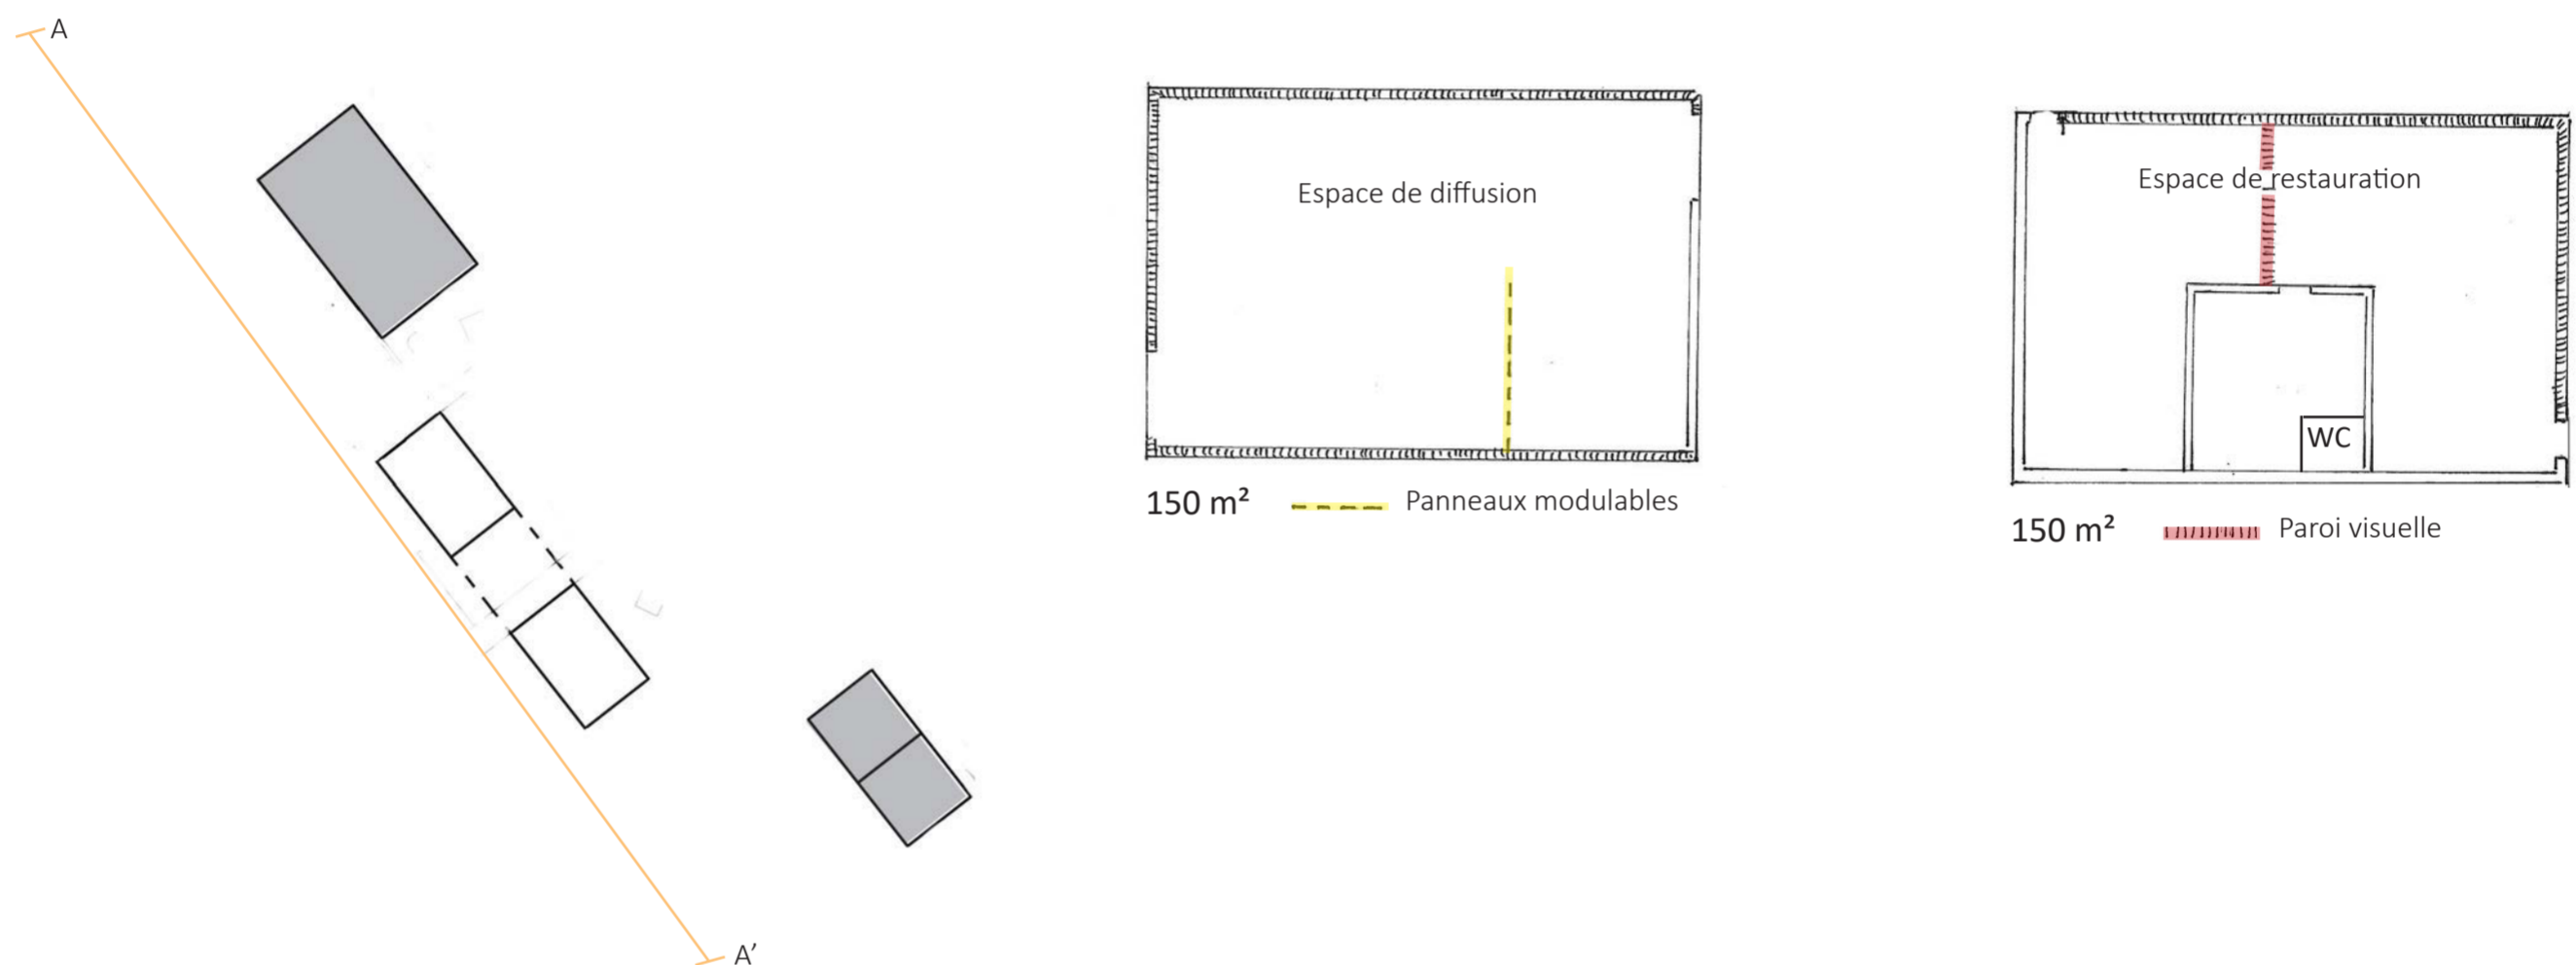 A
A’
Espace de diffusion
150 m²
Panneaux modulables
Espace de restauration
WC
150 m²
Paroi visuelle